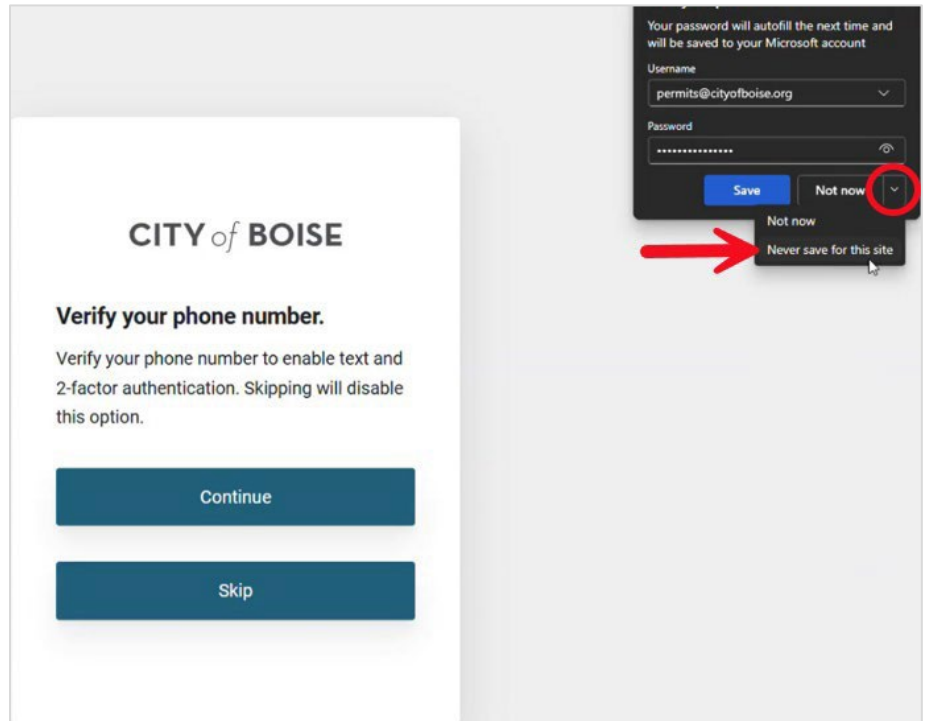 Your password will autofill the next time and
will be saved to your Microsoft account
Username
permits@cityofboise.org
Password
•••••••••••••••
Save
Not now
Not now
Never save for this site
CITY of BOISE
Verify your phone number.
Verify your phone number to enable text and
2-factor authentication. Skipping will disable
this option.
Continue
Skip